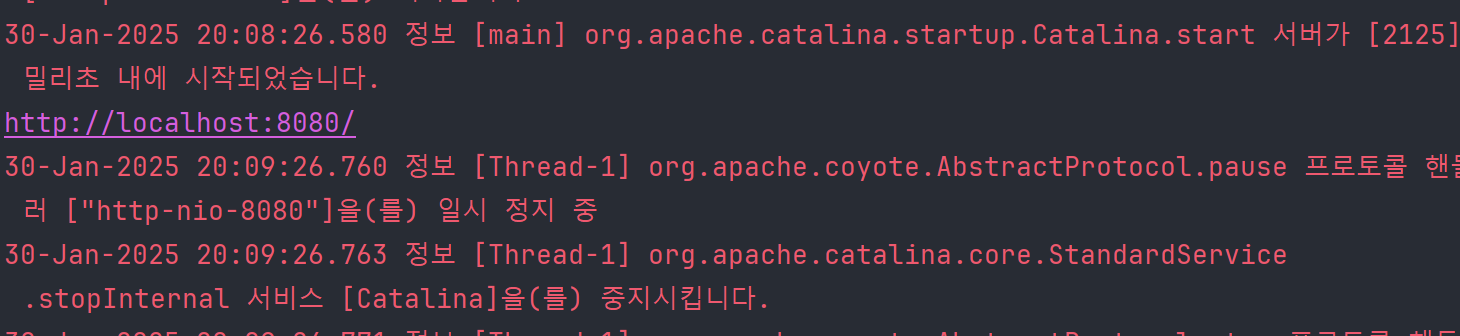 30-Jan-2025 20:08:26.580 정보 [main] org.apache.catalina.startup.Catalina.start 서버가 [2125]
밀리초 내에 시작되었습니다.
http://localhost:8080/
30-Jan-2025 20:09:26.760 정보 [Thread-1] org.apache.coyote.AbstractProtocol.pause 프로토콜
러 ["http-nio-8080"]을(를) 일시 정지 중
30-Jan-2025 20:09:26.763 정보 [Thread-1] org.apache.catalina.core.StandardService
.stopInternal 서비스 [Catalina]을(를) 중지시킵니다.